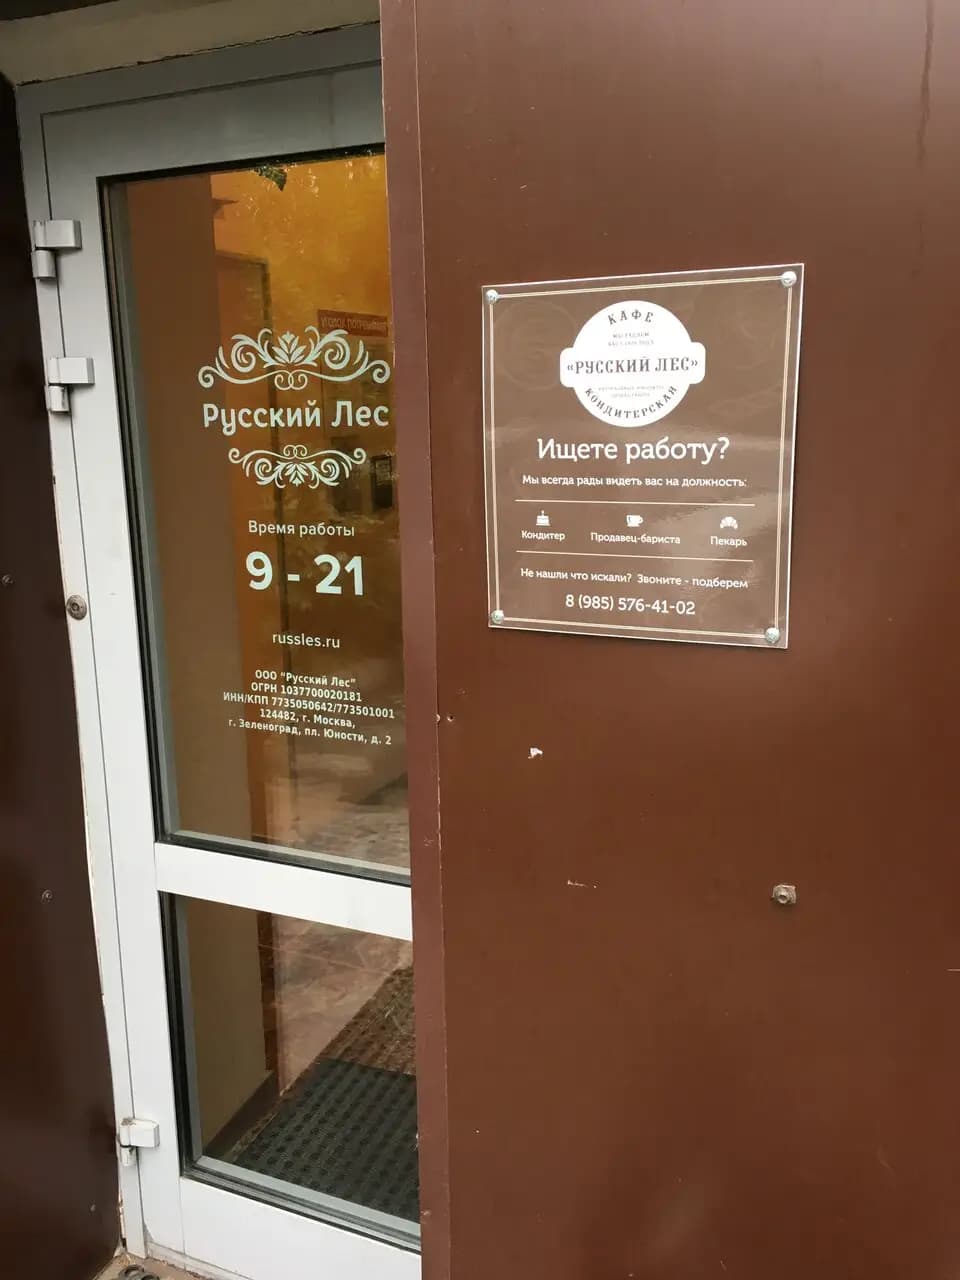 Русский Лес
Время работы
9 - 21
russles.ru
ООО "Русский Лес"
ОГРН 1037700020181
ИНН/КПП 7735050642/773501001
124482, г. Москва,
г. Зеленоград, пл. Юности, д. 2
КАФЕ
«РУССКИЙ ЛЕС»
КОНДИТЕРСКАЯ
Ищете работу?
Мы всегда рады видеть вас на должность:
Кондитер
Продавец-бариста
Пекарь
Не нашли что искали? Звоните - подберем
8 (985) 576-41-02